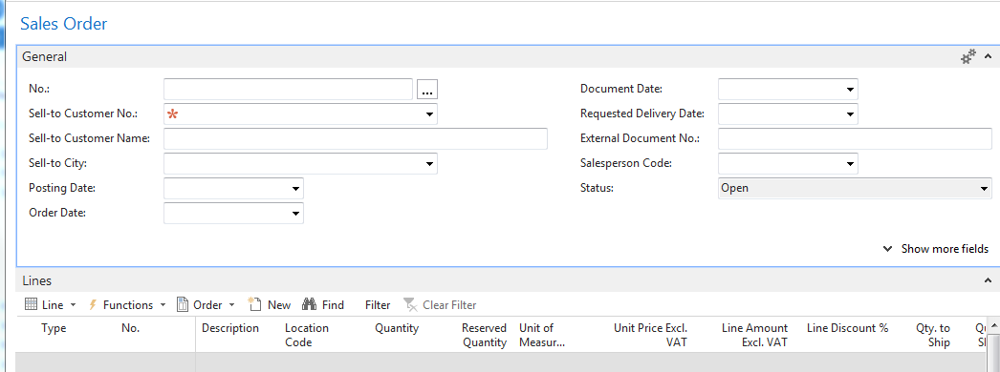 Sales Order
General
No.: ...
Sell-to Customer No.: *
Sell-to Customer Name:
Sell-to City:
Posting Date:
Order Date:
Document Date:
Requested Delivery Date:
External Document No.:
Salesperson Code:
Status: Open
Show more fields
Lines
Line Functions Order New Find Filter Clear Filter
Type No. Description Location Code Quantity Reserved Quantity Unit of Measur... Unit Price Excl. VAT Line Amount Excl. VAT Line Discount % Qty. to Ship